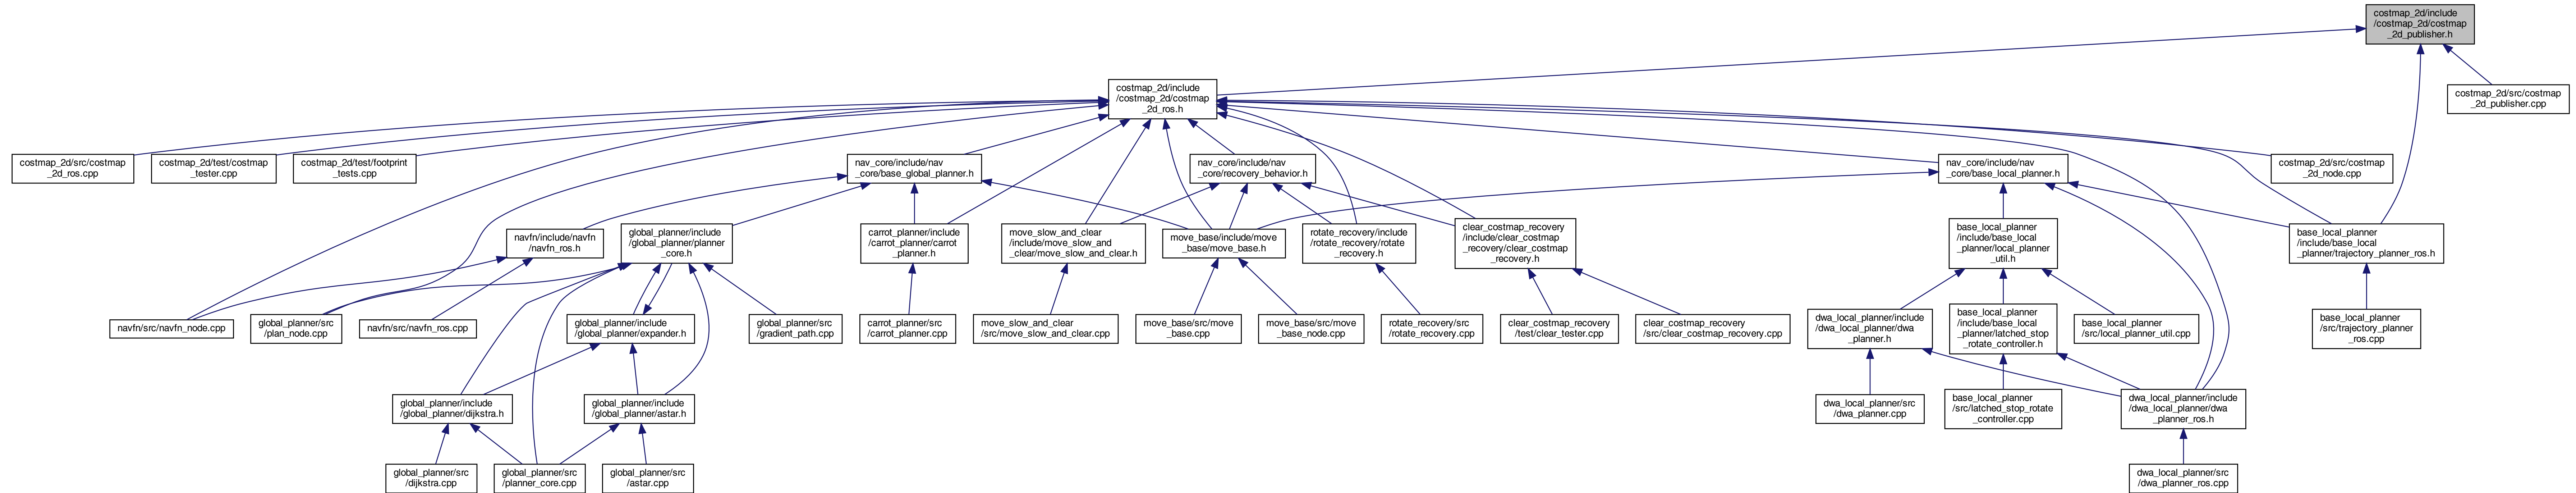 costmap_2d/include
/costmap_2d/costmap
_2d_publisher.h
costmap_2d/include
/costmap_2d/costmap
_2d_ros.h
costmap_2d/src/costmap
_2d_publisher.cpp
costmap_2d/src/costmap
_2d_ros.cpp
costmap_2d/test/costmap
_tester.cpp
costmap_2d/test/footprint
_tests.cpp
nav_core/include/nav
_core/base_global_planner.h
nav_core/include/nav
_core/recovery_behavior.h
nav_core/include/nav
_core/base_local_planner.h
costmap_2d/src/costmap
_2d_node.cpp
navfn/include/navfn
/navfn_ros.h
global_planner/include
/global_planner/planner
_core.h
carrot_planner/include
/carrot_planner/carrot
_planner.h
move_slow_and_clear
/include/move_slow_and
_clear/move_slow_and_clear.h
move_base/include/move
_base/move_base.h
rotate_recovery/include
/rotate_recovery/rotate
_recovery.h
clear_costmap_recovery
/include/clear_costmap
_recovery/clear_costmap
_recovery.h
base_local_planner
/include/base_local
_planner/local_planner
_util.h
base_local_planner
/include/base_local
_planner/trajectory_planner_ros.h
navfn/src/navfn_node.cpp
global_planner/src
/plan_node.cpp
navfn/src/navfn_ros.cpp
global_planner/include
/global_planner/expander.h
global_planner/src
/gradient_path.cpp
carrot_planner/src
/carrot_planner.cpp
move_slow_and_clear
/src/move_slow_and_clear.cpp
move_base/src/move
_base.cpp
move_base/src/move
_base_node.cpp
rotate_recovery/src
/rotate_recovery.cpp
clear_costmap_recovery
/test/clear_tester.cpp
clear_costmap_recovery
/src/clear_costmap_recovery.cpp
dwa_local_planner/include
/dwa_local_planner/dwa
_planner.h
base_local_planner
/include/base_local
_planner/latched_stop
_rotate_controller.h
base_local_planner
/src/local_planner_util.cpp
base_local_planner
/src/trajectory_planner
_ros.cpp
global_planner/include
/global_planner/dijkstra.h
global_planner/include
/global_planner/astar.h
dwa_local_planner/src
/dwa_planner.cpp
base_local_planner
/src/latched_stop_rotate
_controller.cpp
dwa_local_planner/include
/dwa_local_planner/dwa
_planner_ros.h
global_planner/src
/dijkstra.cpp
global_planner/src
/planner_core.cpp
global_planner/src
/astar.cpp
dwa_local_planner/src
/dwa_planner_ros.cpp